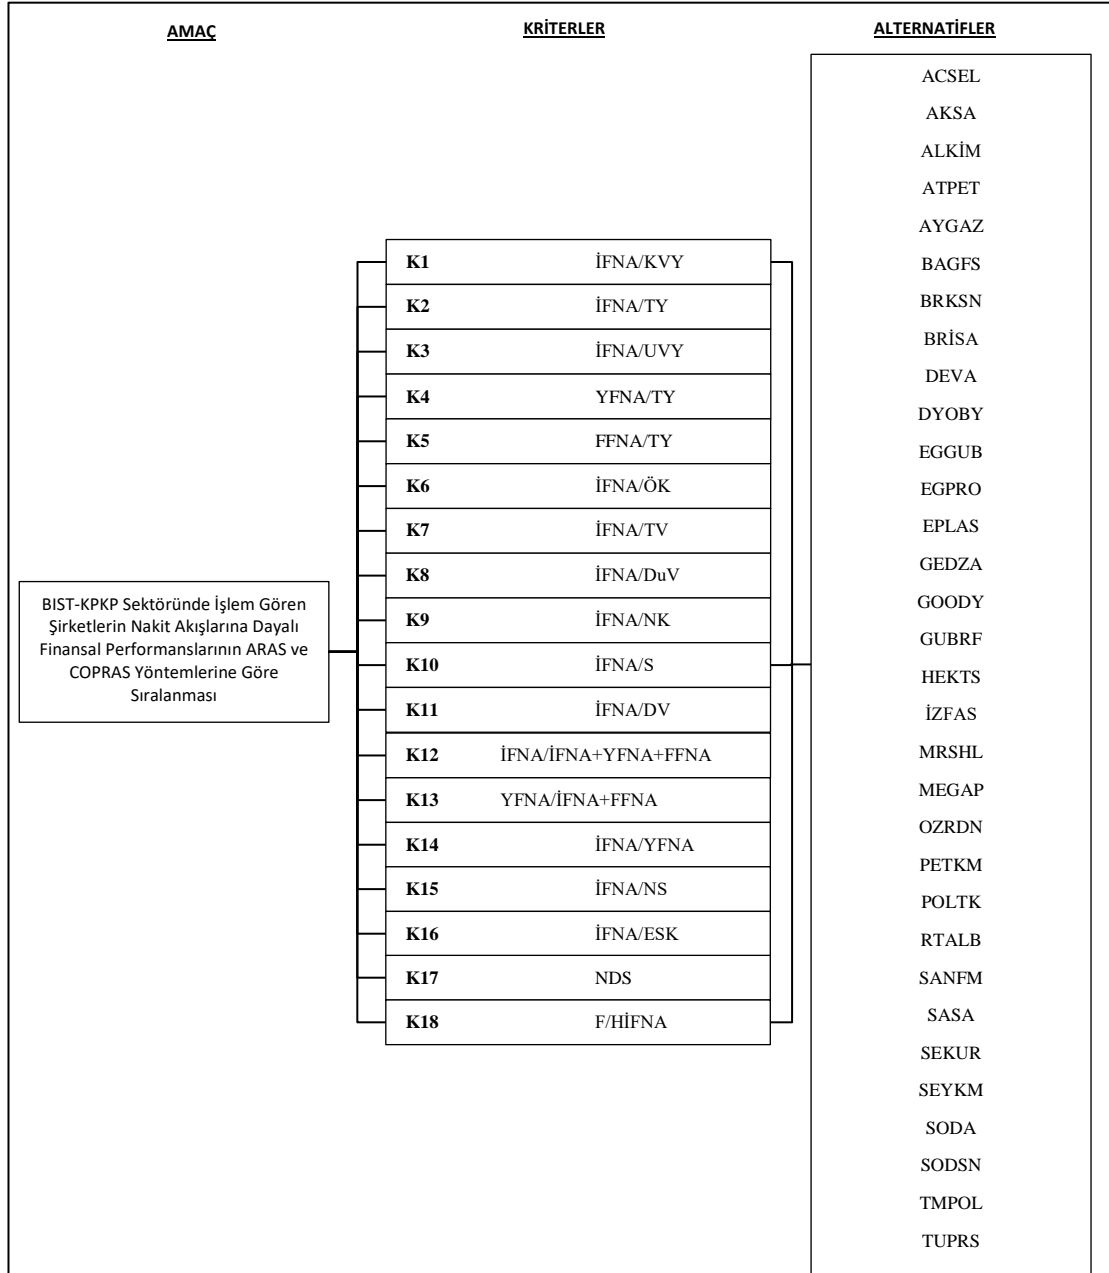 AMAÇ
KRİTERLER
ALTERNATİFLER
BIST-KPKP Sektöründe İşlem Gören
Şirketlerin Nakit Akışlarına Dayalı
Finansal Performanslarının ARAS ve
COPRAS Yöntemlerine Göre
Sıralanması
K1 İFNA/KVY
K2 İFNA/TY
K3 İFNA/UVY
K4 YFNA/TY
K5 FFNA/TY
K6 İFNA/ÖK
K7 İFNA/TV
K8 İFNA/DuV
K9 İFNA/NK
K10 İFNA/S
K11 İFNA/DV
K12 İFNA/İFNA+YFNA+FFNA
K13 YFNA/İFNA+FFNA
K14 İFNA/YFNA
K15 İFNA/NS
K16 İFNA/ESK
K17 NDS
K18 F/HİFNA
ACSEL
AKSA
ALKİM
ATPET
AYGAZ
BAGFS
BRKSN
BRİSA
DEVA
DYOBY
EGGUB
EGPRO
EPLAS
GEDZA
GOODY
GUBRF
HEKTS
İZFAS
MRSHL
MEGAP
OZRDN
PETKM
POLTK
RTALB
SANFM
SASA
SEKUR
SEYKM
SODA
SODSN
TMPOL
TUPRS